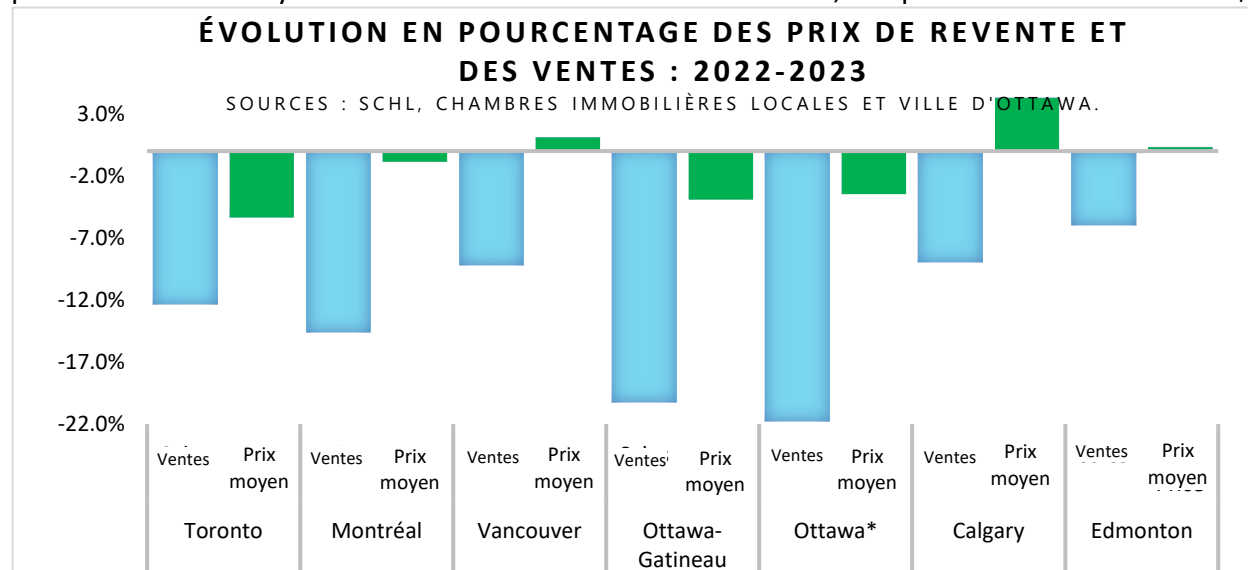 ÉVOLUTION EN POURCENTAGE DES PRIX DE REVENTE ET
DES VENTES : 2022-2023
SOURCES : SCHL, CHAMBRES IMMOBILIÈRES LOCALES ET VILLE D'OTTAWA.
3.0%
-2.0%
-7.0%
-12.0%
-17.0%
-22.0%
Ventes Prix moyen Ventes Prix moyen Ventes Prix moyen Ventes Prix moyen Ventes Prix moyen Ventes Prix moyen Ventes Prix moyen
Toronto Montréal Vancouver Ottawa-Gatineau Ottawa* Calgary Edmonton